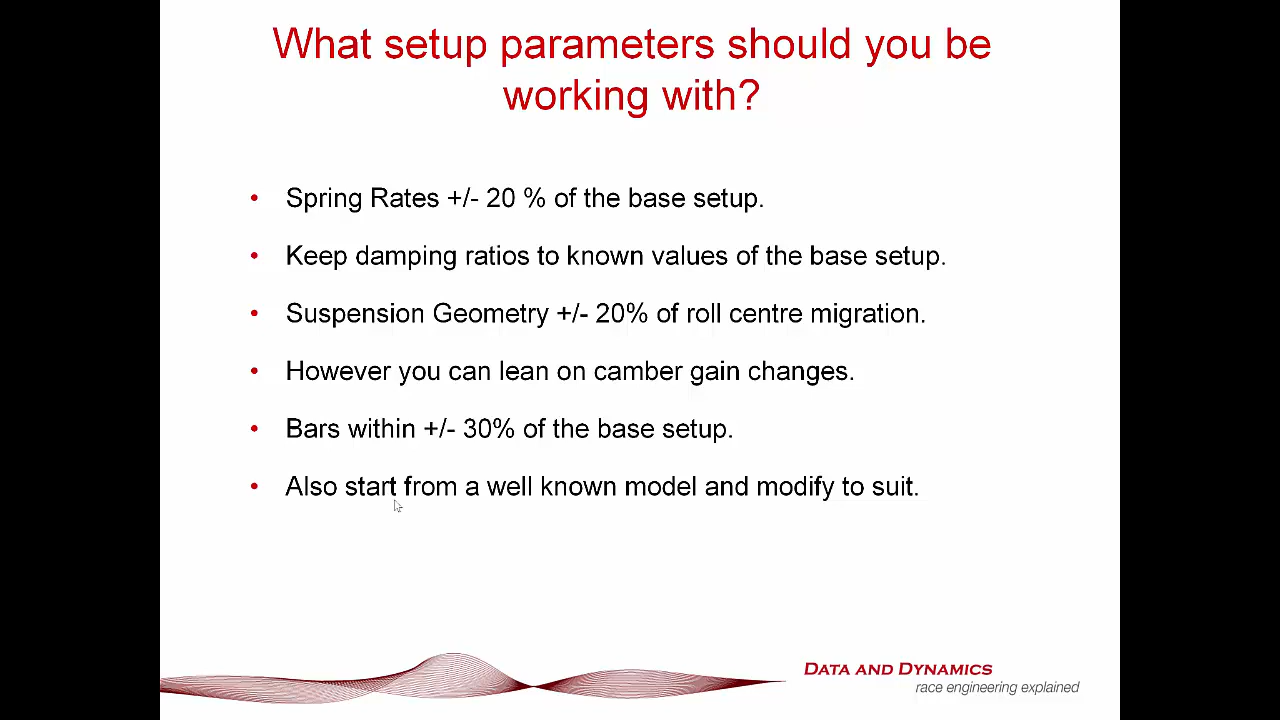 What setup parameters should you be
working with?
• Spring Rates +/- 20 % of the base setup.
• Keep damping ratios to known values of the base setup.
• Suspension Geometry +/- 20% of roll centre migration.
• However you can lean on camber gain changes.
• Bars within +/- 30% of the base setup.
• Also start from a well known model and modify to suit.
DATA AND DYNAMICS
race engineering explained